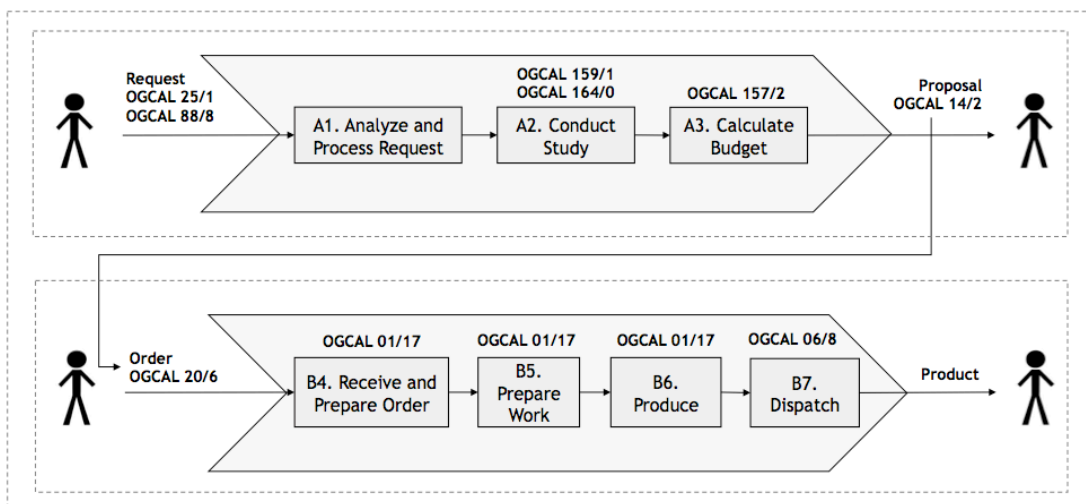 Request
OGCAL 25/1
OGCAL 88/8
A1. Analyze and
Process Request
OGCAL 159/1
OGCAL 164/0
A2. Conduct
Study
OGCAL 157/2
A3. Calculate
Budget
Proposal
OGCAL 14/2
Order
OGCAL 20/6
OGCAL 01/17
B4. Receive and
Prepare Order
OGCAL 01/17
B5.
Prepare
Work
OGCAL 01/17
B6.
Produce
OGCAL 06/8
B7.
Dispatch
Product